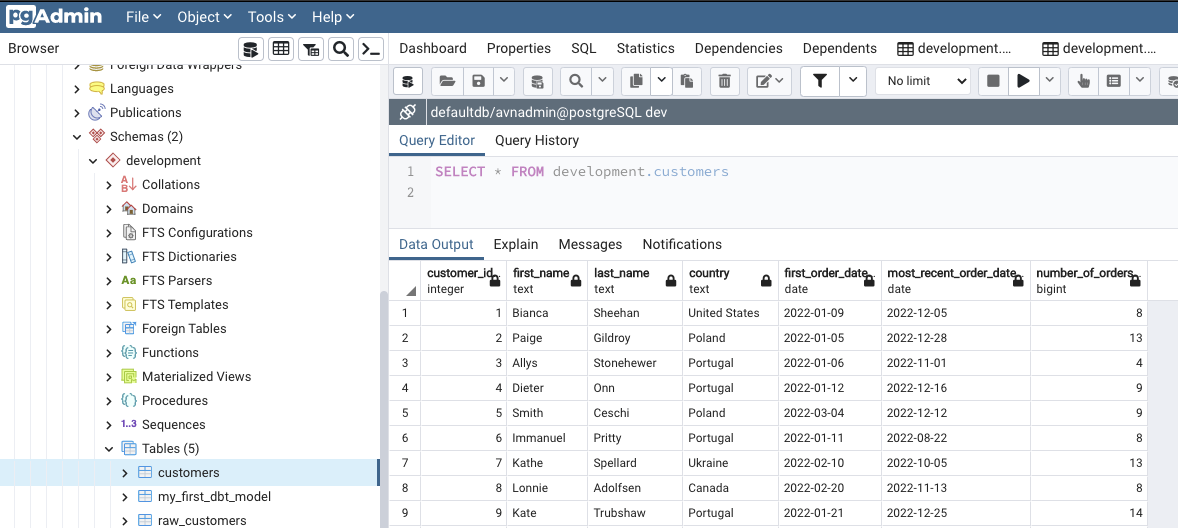 pgAdmin File Object Tools Help
Browser
Dashboard Properties SQL Statistics Dependencies Dependents development.... development....
Foreign Data Wrappers
Languages
Publications
Schemas (2)
development
Collations
Domains
FTS Configurations
FTS Dictionaries
Aa FTS Parsers
FTS Templates
Foreign Tables
Functions
Materialized Views
Procedures
1..3 Sequences
Tables (5)
customers
my_first_dbt_model
raw_customers
No limit
defaultdb/avnadmin@postgreSQL dev
Query Editor Query History
1 SELECT * FROM development.customers
2
Data Output Explain Messages Notifications
customer_id first_name last_name country first_order_date most_recent_order_date number_of_orders
integer text text text date date bigint
1 1 Bianca Sheehan United States 2022-01-09 2022-12-05 8
2 2 Paige Gildroy Poland 2022-01-05 2022-12-28 13
3 3 Allys Stonehewer Portugal 2022-01-06 2022-11-01 4
4 4 Dieter Onn Portugal 2022-01-12 2022-12-16 9
5 5 Smith Ceschi Poland 2022-03-04 2022-12-12 9
6 6 Immanuel Pritty Portugal 2022-01-11 2022-08-22 8
7 7 Kathe Spellard Ukraine 2022-02-10 2022-10-05 13
8 8 Lonnie Adolfsen Canada 2022-02-20 2022-11-13 8
9 9 Kate Trubshaw Portugal 2022-01-21 2022-12-25 14